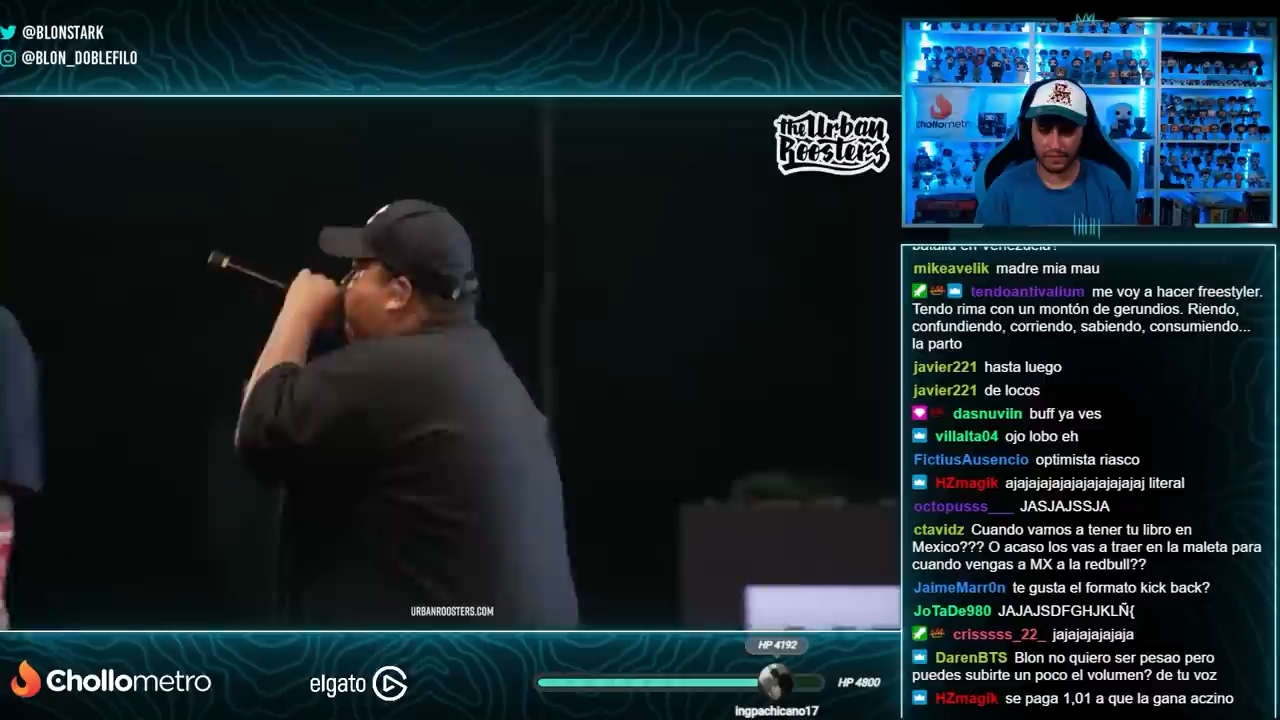 @BLONSTARK
@BLON_DOBLEFILO
the Urban
Roosters
Chollometro
batalla en venezuela?
mikeavelik madre mia mau
tendoantivalium me voy a hacer freestyler.
Tendo rima con un montón de gerundios. Riendo,
confundiendo, corriendo, sabiendo, consumiendo...
la parto
javier221 hasta luego
javier221 de locos
dasnuviin buff ya ves
villalta04 ojo lobo eh
FictiusAusencio optimista riasco
HZmagik ajajajajajajajajajajaj literal
octopusss___ JASJAJSSJA
ctavidz Cuando vamos a tener tu libro en
Mexico??? O acaso los vas a traer en la maleta para
cuando vengas a MX a la redbull??
JaimeMarr0n te gusta el formato kick back?
JoTaDe980 JAJAJSDFGHJKLÑ{
crisssss_22_ jajajajajaja
DarenBTS Blon no quiero ser pesao pero
puedes subirte un poco el volumen? de tu voz
HZmagik se paga 1,01 a que la gana aczino
URBANROOSTERS.COM
Chollometro
elgato
HP 4192
HP 4800
ingpachicano17